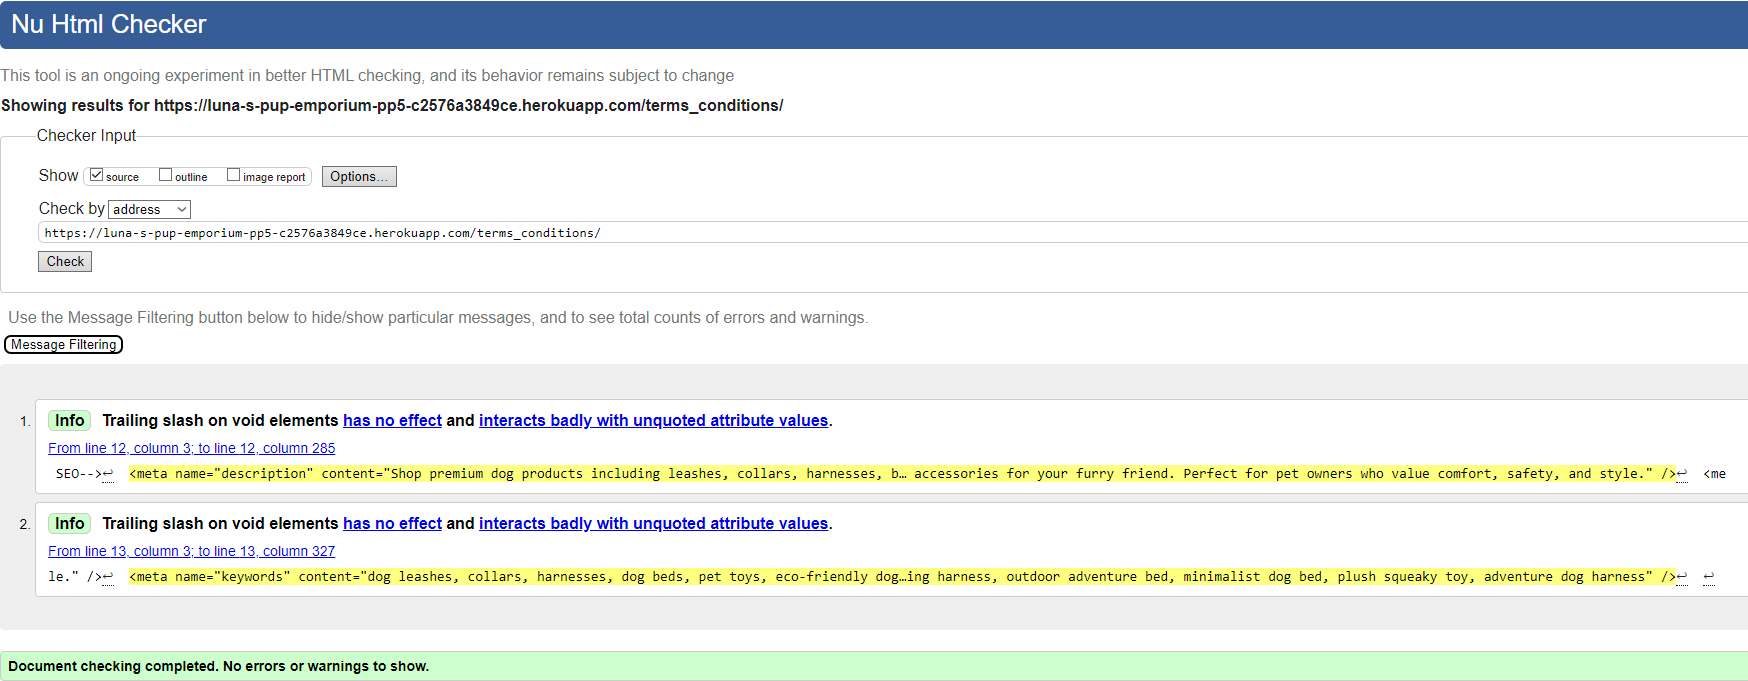 Nu Html Checker
This tool is an ongoing experiment in better HTML checking, and its behavior remains subject to change
Showing results for https://luna-s-pup-emporium-pp5-c2576a3849ce.herokuapp.com/terms_conditions/
Checker Input
Show source outline image report Options...
Check by address
https://luna-s-pup-emporium-pp5-c2576a3849ce.herokuapp.com/terms_conditions/
Check
Use the Message Filtering button below to hide/show particular messages, and to see total counts of errors and warnings.
Message Filtering
1. Info Trailing slash on void elements has no effect and interacts badly with unquoted attribute values.
From line 12, column 3; to line 12, column 285
SEO-->↩ <meta name="description" content="Shop premium dog products including leashes, collars, harnesses, b… accessories for your furry friend. Perfect for pet owners who value comfort, safety, and style." />↩ <me
2. Info Trailing slash on void elements has no effect and interacts badly with unquoted attribute values.
From line 13, column 3; to line 13, column 327
le." />↩ <meta name="keywords" content="dog leashes, collars, harnesses, dog beds, pet toys, eco-friendly dog…ing harness, outdoor adventure bed, minimalist dog bed, plush squeaky toy, adventure dog harness" />↩ ↩
Document checking completed. No errors or warnings to show.